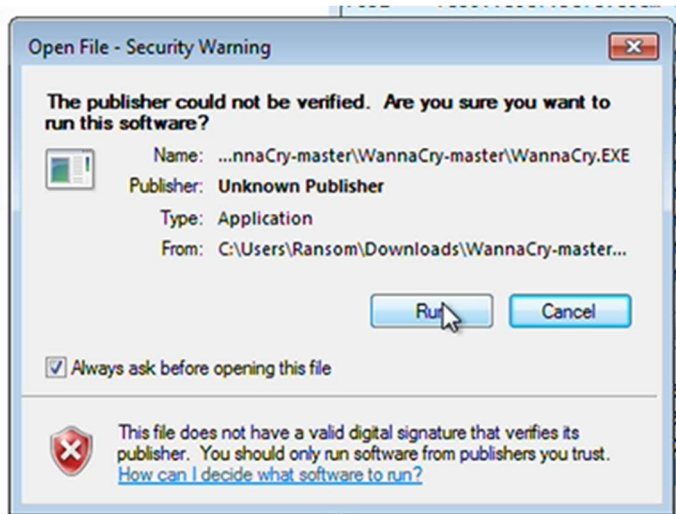 Open File - Security Warning
The publisher could not be verified. Are you sure you want to
run this software?
Name: ...nnaCry-master\WannaCry-master\WannaCry.EXE
Publisher: Unknown Publisher
Type: Application
From: C:\Users\Ransom\Downloads\WannaCry-master...
Run Cancel
Always ask before opening this file
This file does not have a valid digital signature that verifies its
publisher. You should only run software from publishers you trust.
How can I decide what software to run?